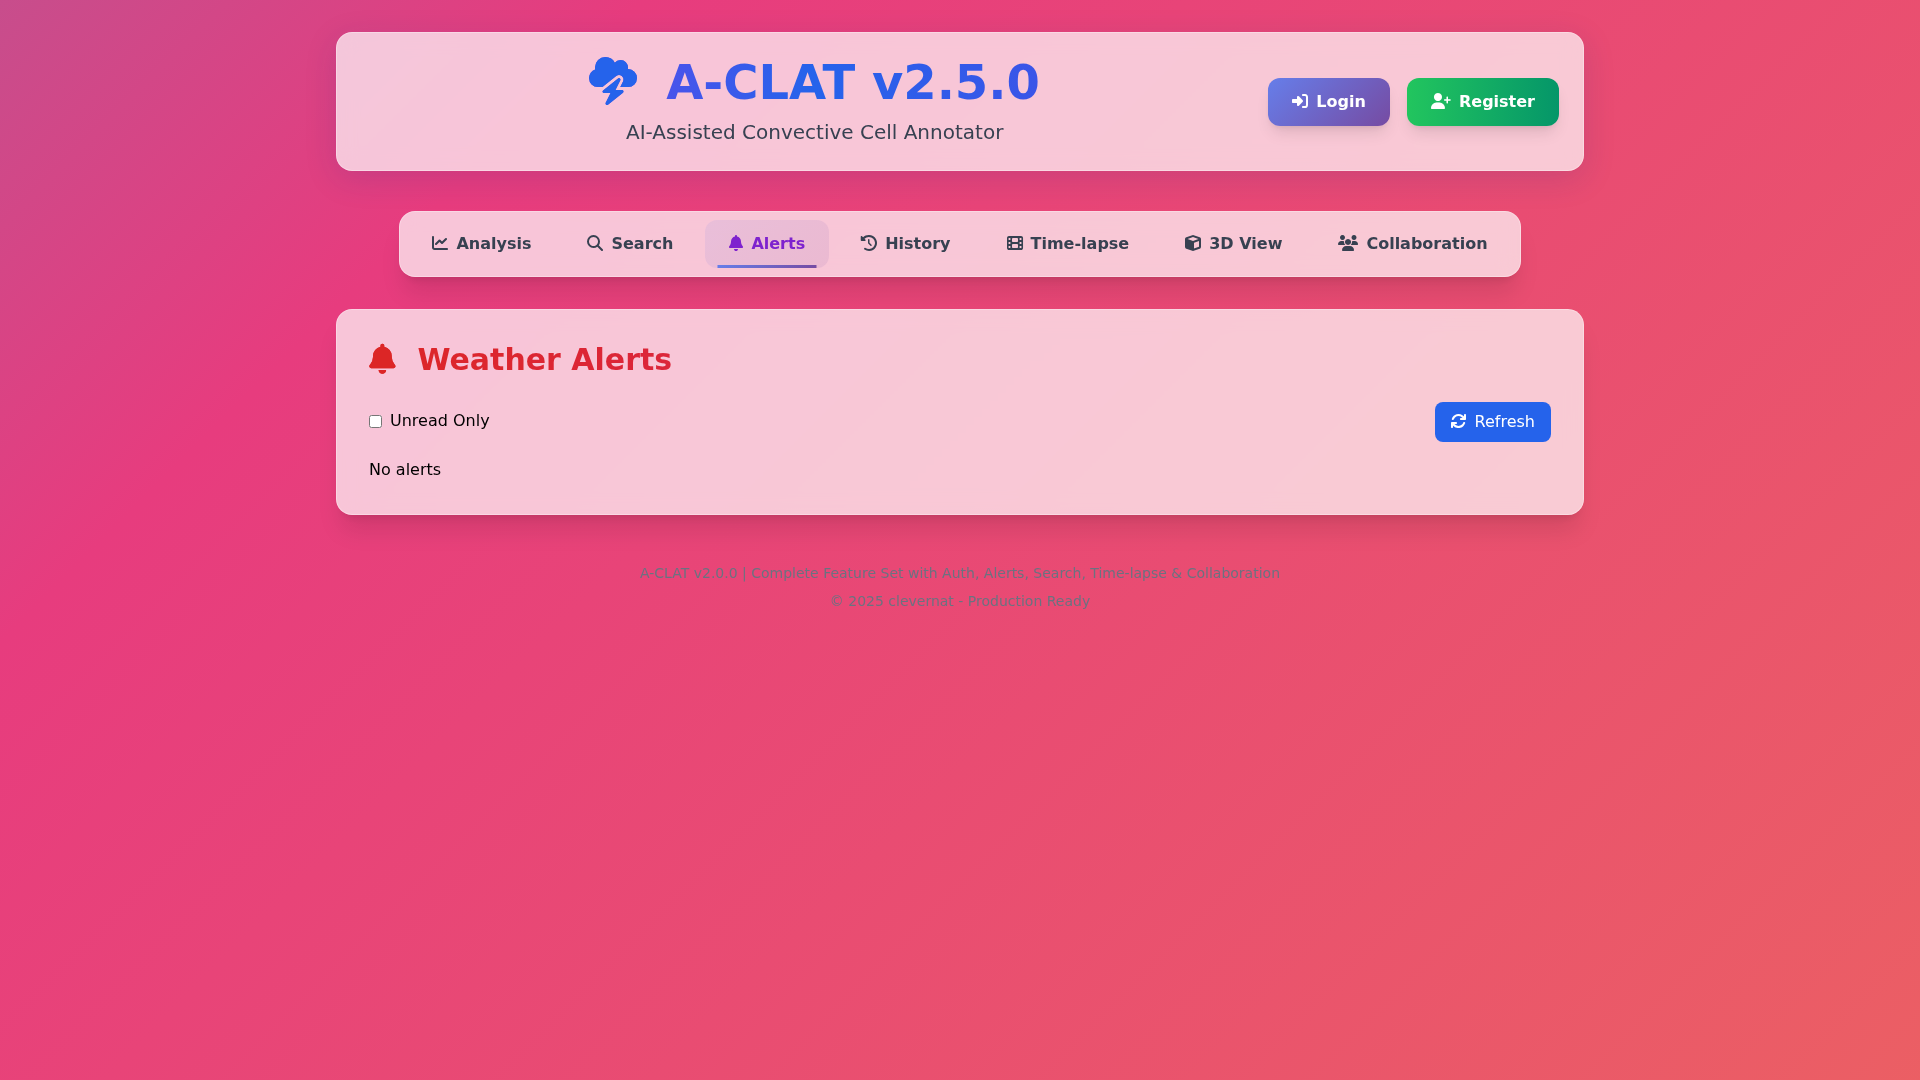 A-CLAT v2.5.0
AI-Assisted Convective Cell Annotator
Login
Register
Analysis
Search
Alerts
History
Time-lapse
3D View
Collaboration
Weather Alerts
Unread Only
Refresh
No alerts
A-CLAT v2.0.0 | Complete Feature Set with Auth, Alerts, Search, Time-lapse & Collaboration
© 2025 clevernat - Production Ready